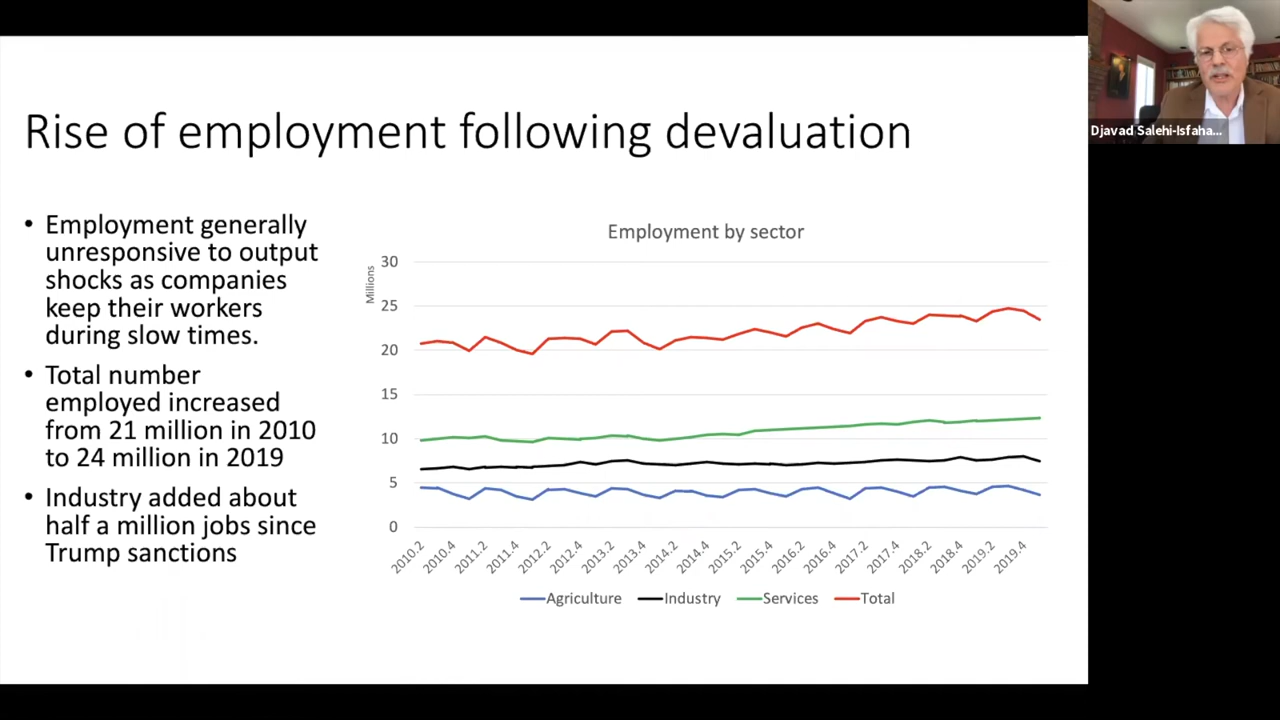 Djavad Salehi-Isfaha...
Rise of employment following devaluation
• Employment generally
unresponsive to output
shocks as companies
keep their workers
during slow times.
• Total number
employed increased
from 21 million in 2010
to 24 million in 2019
• Industry added about
half a million jobs since
Trump sanctions
Employment by sector
Millions
30
25
20
15
10
5
0
2010.2
2010.4
2011.2
2011.4
2012.2
2012.4
2013.2
2013.4
2014.2
2014.4
2015.2
2015.4
2016.2
2016.4
2017.2
2017.4
2018.2
2018.4
2019.2
2019.4
Agriculture Industry Services Total